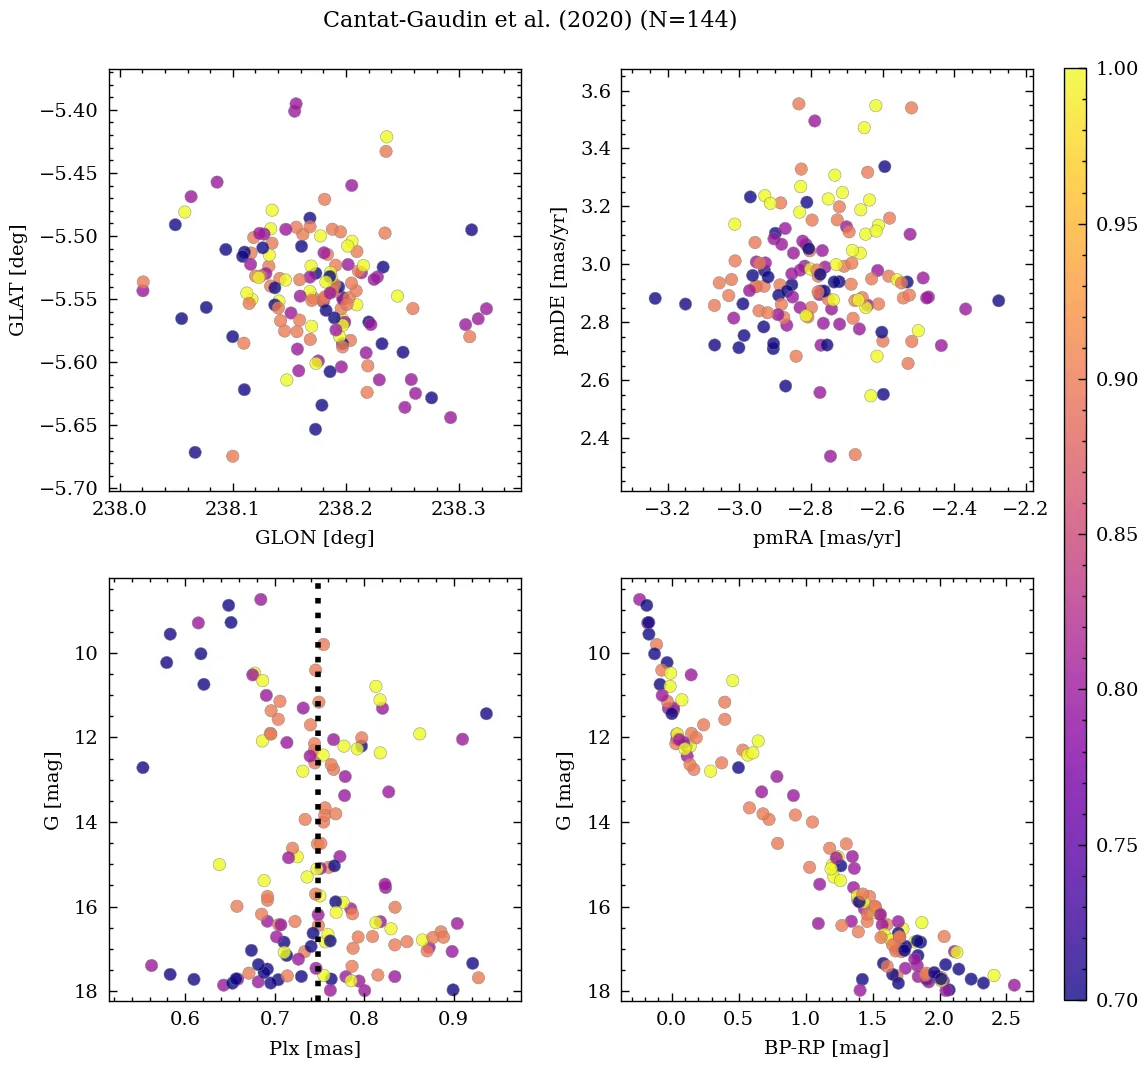 Cantat-Gaudin et al. (2020) (N=144)
−5.40
−5.45
−5.50
−5.55
−5.60
−5.65
−5.70
GLAT [deg]
238.0 238.1 238.2 238.3
GLON [deg]
3.6
3.4
3.2
3.0
2.8
2.6
2.4
pmDE [mas/yr]
−3.2 −3.0 −2.8 −2.6 −2.4 −2.2
pmRA [mas/yr]
10
12
14
16
18
G [mag]
0.6 0.7 0.8 0.9
Plx [mas]
10
12
14
16
18
G [mag]
0.0 0.5 1.0 1.5 2.0 2.5
BP-RP [mag]
1.00
0.95
0.90
0.85
0.80
0.75
0.70